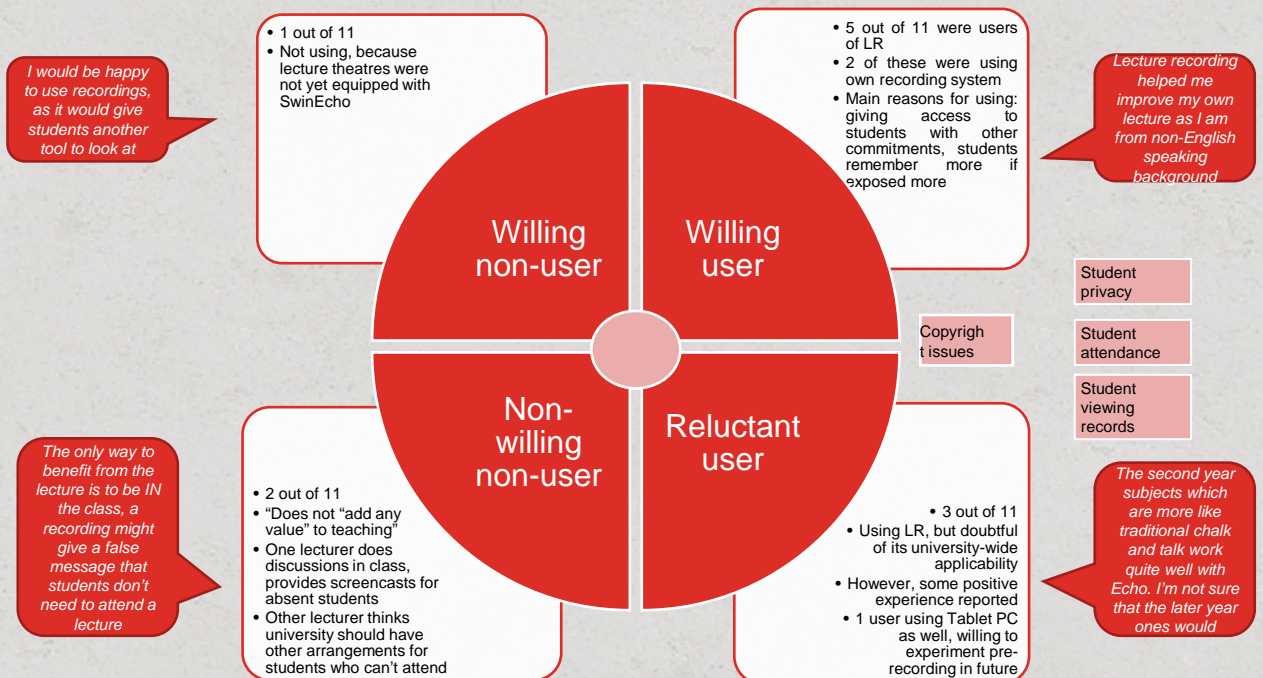 • 1 out of 11
• Not using, because
lecture theatres were
not yet equipped with
SwinEcho
I would be happy
to use recordings,
as it would give
students another
tool to look at
• 5 out of 11 were users
of LR
• 2 of these were using
own recording system
• Main reasons for using:
giving access to
students with other
commitments, students
remember more if
exposed more
Lecture recording
helped me
improve my own
lecture as I am
from non-English
speaking
background
Willing
non-user
Willing
user
Student
privacy
Copyrigh
t issues
Student
attendance
Student
viewing
records
Non-
willing
non-user
Reluctant
user
The only way to
benefit from the
lecture is to be IN
the class, a
recording might
give a false
message that
students don't
need to attend a
lecture
• 2 out of 11
• “Does not “add any
value” to teaching”
• One lecturer does
discussions in class,
provides screencasts for
absent students
• Other lecturer thinks
university should have
other arrangements for
students who can’t attend
• 3 out of 11
• Using LR, but doubtful
of its university-wide
applicability
• However, some positive
experience reported
• 1 user using Tablet PC
as well, willing to
experiment pre-
recording in future
The second year
subjects which
are more like
traditional chalk
and talk work
quite well with
Echo. I’m not sure
that the later year
ones would